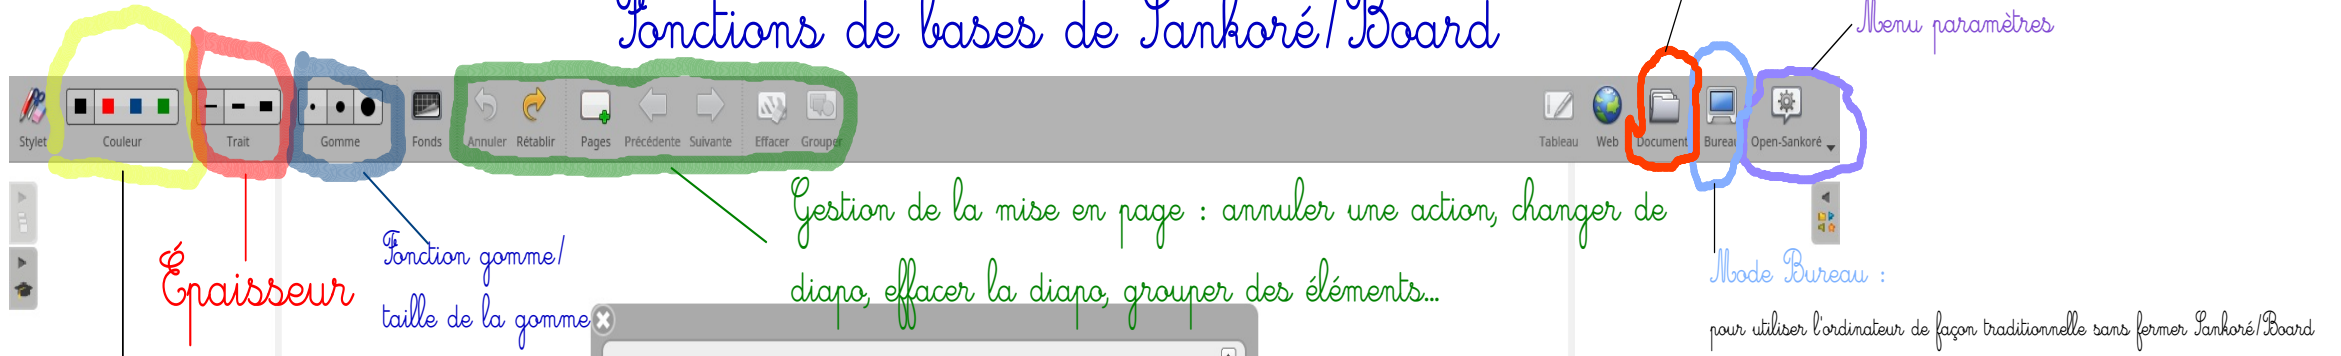 Fonctions de bases de Sankoré/Board
Menu paramètres
Stylet
Couleur
Trait
Gomme
Fonds
Annuler
Rétablir
Pages
Précédente
Suivante
Effacer
Grouper
Tableau
Web
Document
Bureau
Open-Sankoré
Gestion de la mise en page : annuler une action, changer de
diapo, effacer la diapo, grouper des éléments...
Épaisseur
Fonction gomme/
taille de la gomme
Mode Bureau :
pour utiliser l'ordinateur de façon traditionnelle sans fermer Sankoré/Board